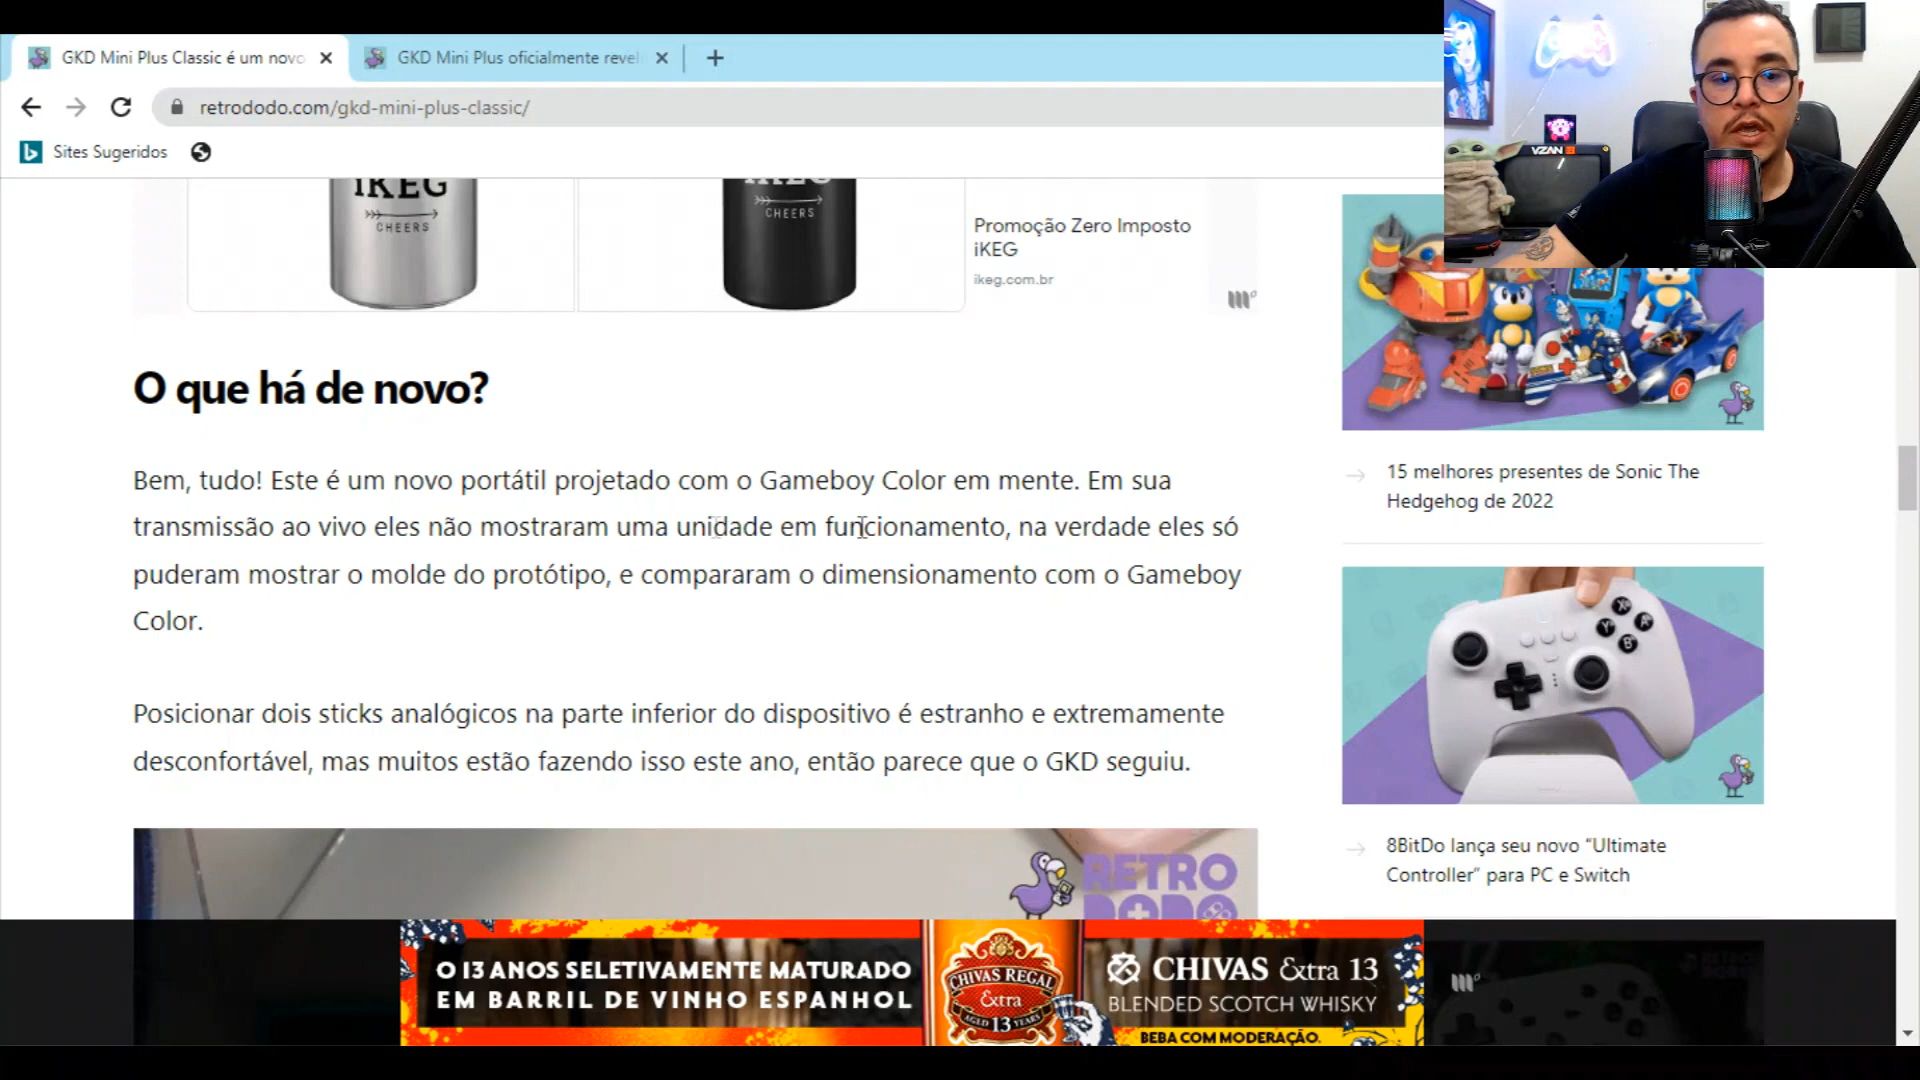 GKD Mini Plus Classic é um novo
GKD Mini Plus oficialmente revel
retrododo.com/gkd-mini-plus-classic/
Sites Sugeridos
VZAN
iKEG
CHEERS
CHEERS
Promoção Zero Imposto
iKEG
ikeg.com.br
O que há de novo?
Bem, tudo! Este é um novo portátil projetado com o Gameboy Color em mente. Em sua
transmissão ao vivo eles não mostraram uma unidade em funcionamento, na verdade eles só
puderam mostrar o molde do protótipo, e compararam o dimensionamento com o Gameboy
Color.
Posicionar dois sticks analógicos na parte inferior do dispositivo é estranho e extremamente
desconfortável, mas muitos estão fazendo isso este ano, então parece que o GKD seguiu.
RETRO
DODO
15 melhores presentes de Sonic The
Hedgehog de 2022
X
Y A
B
8BitDo lança seu novo “Ultimate
Controller” para PC e Switch
O 13 ANOS SELETIVAMENTE MATURADO
EM BARRIL DE VINHO ESPANHOL
CHIVAS REGAL
Extra
AGED 13 YEARS
CHIVAS Extra 13
BLENDED SCOTCH WHISKY
BEBA COM MODERAÇÃO.